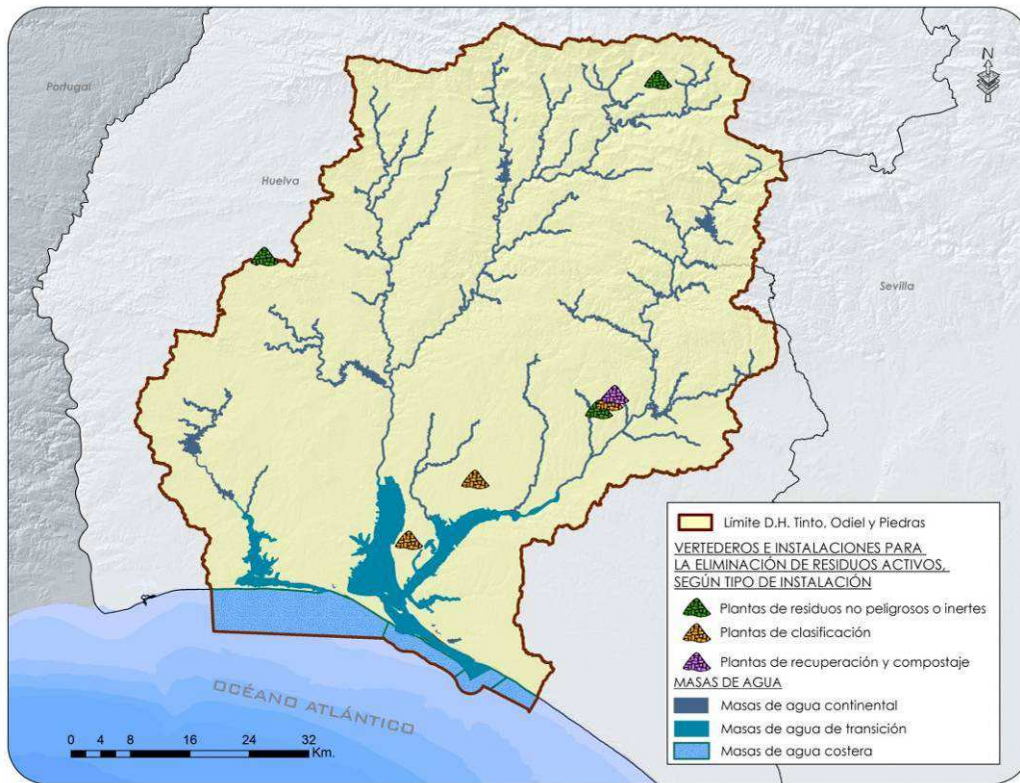 N
Portugal
Huelva
Sevilla
Límite D.H. Tinto, Odiel y Piedras
VERTEDEROS E INSTALACIONES PARA
LA ELIMINACIÓN DE RESIDUOS ACTIVOS,
SEGÚN TIPO DE INSTALACIÓN
Plantas de residuos no peligrosos o inertes
Plantas de clasificación
Plantas de recuperación y compostaje
MASAS DE AGUA
Masas de agua continental
Masas de agua de transición
Masas de agua costera
OCÉANO ATLÁNTICO
0 4 8 16 24 32
Km.